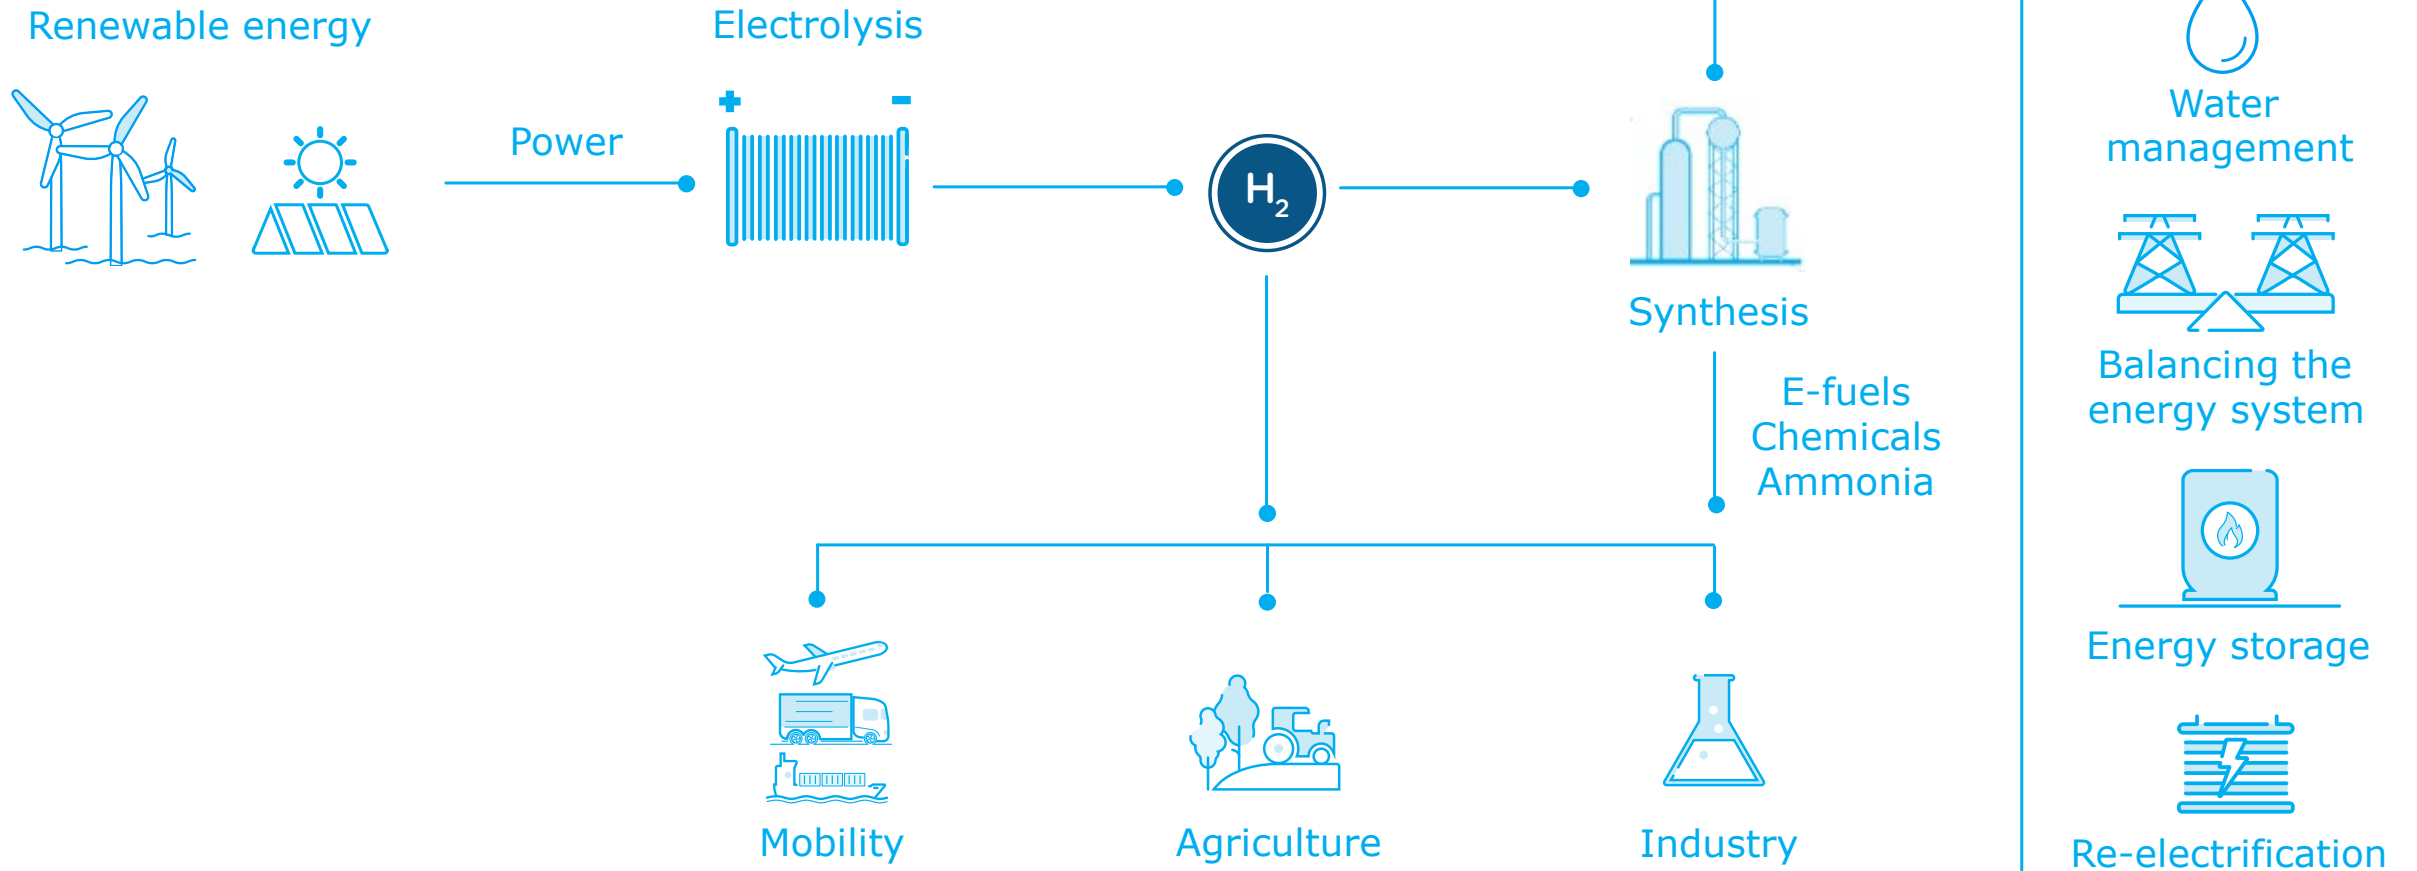 Renewable energy
Electrolysis
Power
+
-
H2
Synthesis
E-fuels
Chemicals
Ammonia
Mobility
Agriculture
Industry
Water
management
Balancing the
energy system
Energy storage
Re-electrification